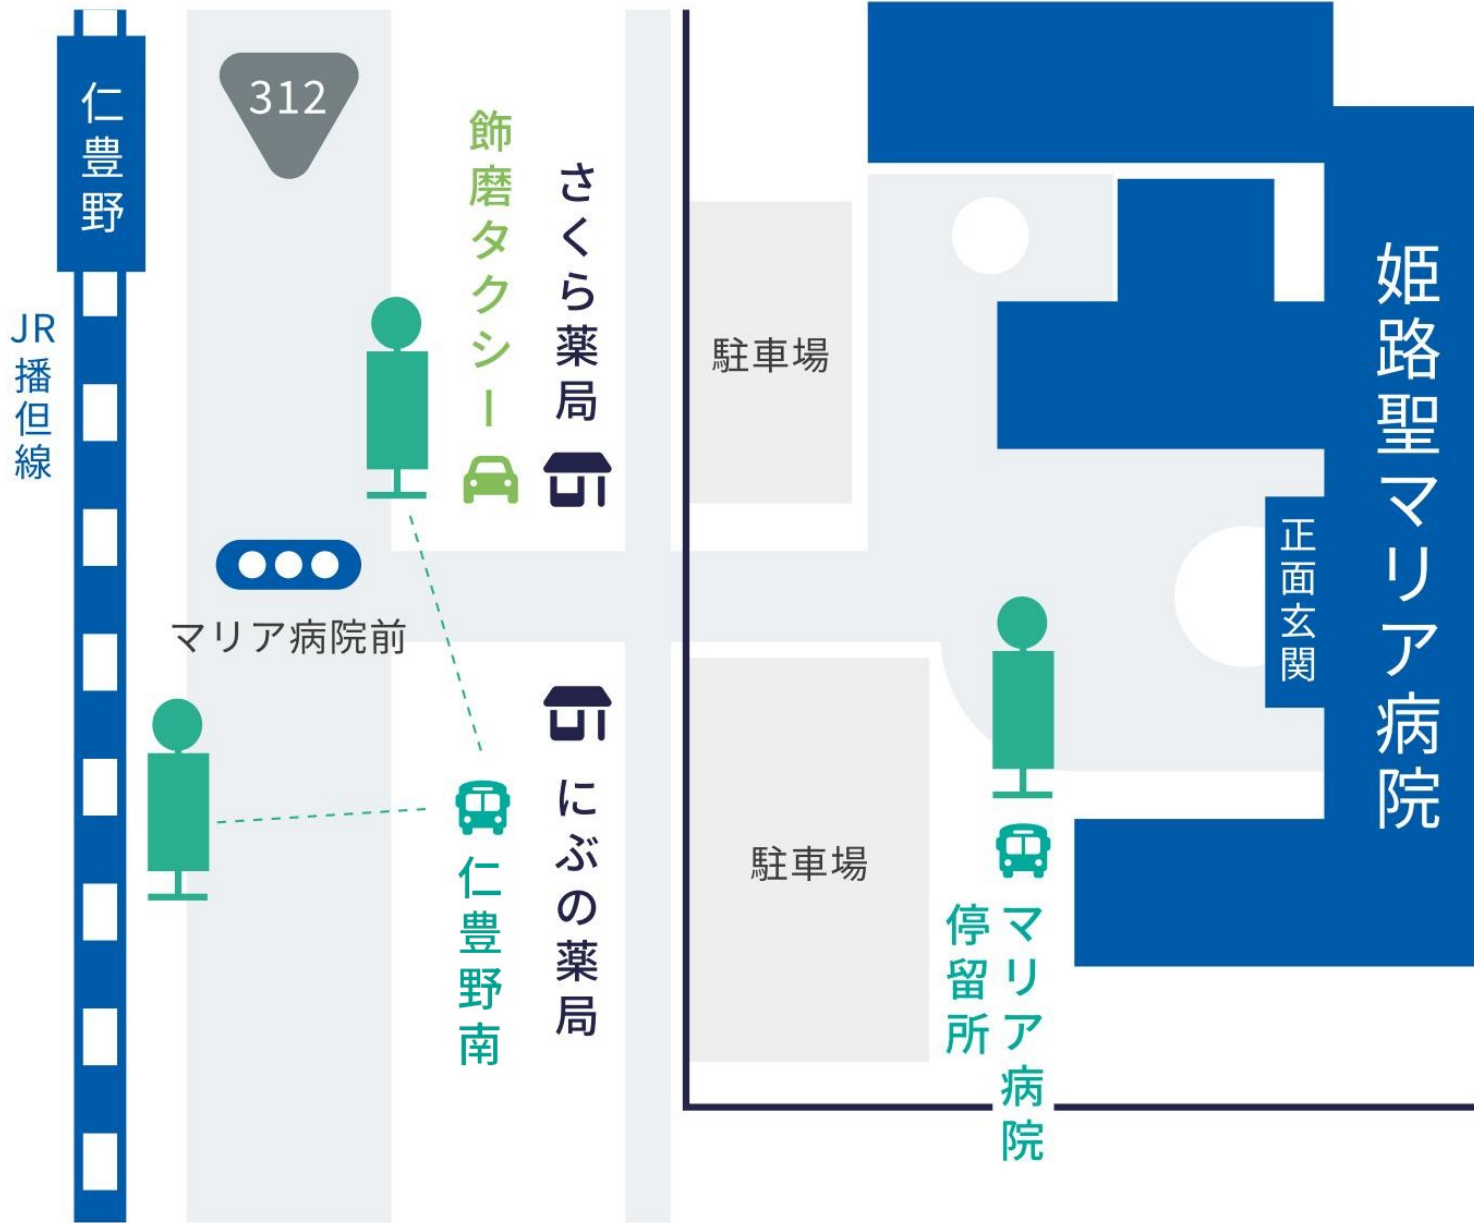 仁豊野
JR播但線
312
飾磨タクシー
さくら薬局
マリア病院前
にぶの薬局
仁豊野南
駐車場
駐車場
マリア病院
停留所
正面玄関
姫路聖マリア病院